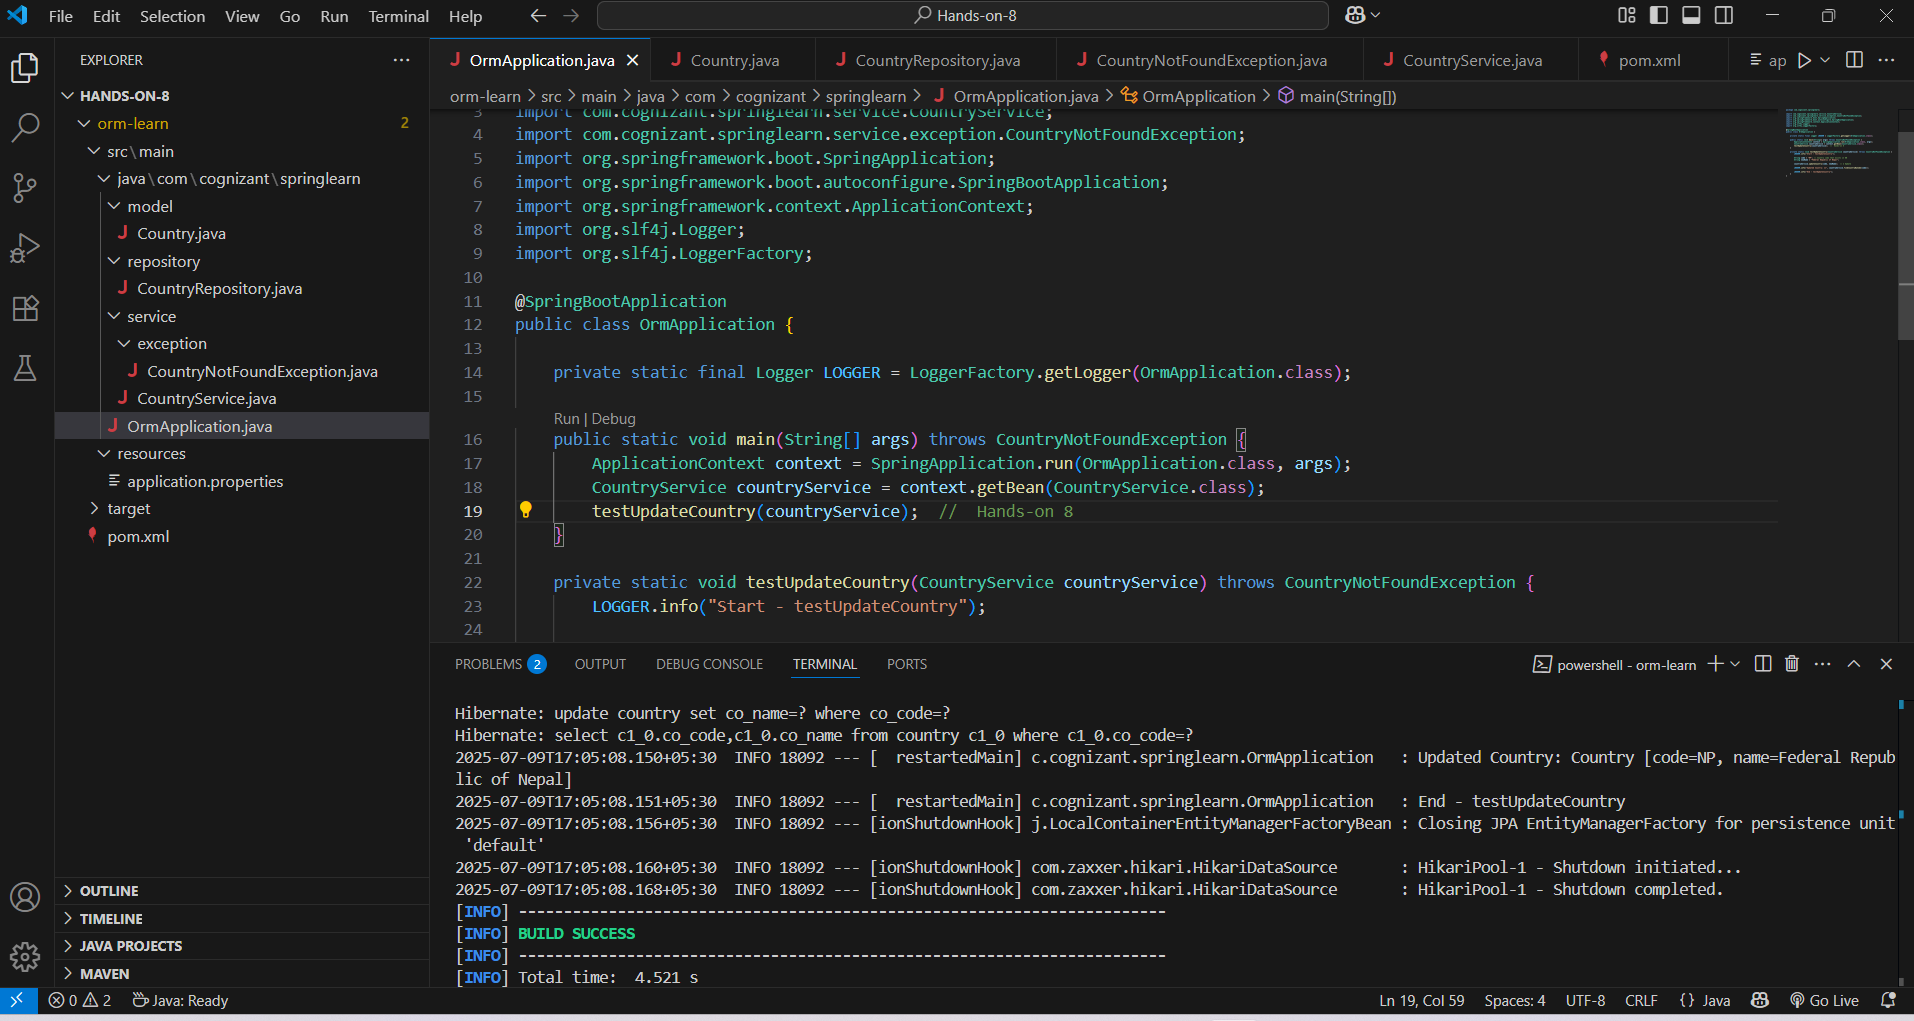 File Edit Selection View Go Run Terminal Help
Hands-on-8
EXPLORER
HANDS-ON-8
orm-learn 2
src\main
java\com\cognizant\springlearn
model
J Country.java
repository
J CountryRepository.java
service
exception
J CountryNotFoundException.java
J CountryService.java
J OrmApplication.java
resources
application.properties
target
pom.xml
OUTLINE
TIMELINE
JAVA PROJECTS
MAVEN
J OrmApplication.java J Country.java J CountryRepository.java J CountryNotFoundException.java J CountryService.java pom.xml ap
orm-learn > src > main > java > com > cognizant > springlearn > J OrmApplication.java > OrmApplication > main(String[])
3 import com.cognizant.springlearn.service.CountryService;
4 import com.cognizant.springlearn.service.exception.CountryNotFoundException;
5 import org.springframework.boot.SpringApplication;
6 import org.springframework.boot.autoconfigure.SpringBootApplication;
7 import org.springframework.context.ApplicationContext;
8 import org.slf4j.Logger;
9 import org.slf4j.LoggerFactory;
10
11 @SpringBootApplication
12 public class OrmApplication {
13
14 private static final Logger LOGGER = LoggerFactory.getLogger(OrmApplication.class);
15
Run | Debug
16 public static void main(String[] args) throws CountryNotFoundException {
17 ApplicationContext context = SpringApplication.run(OrmApplication.class, args);
18 CountryService countryService = context.getBean(CountryService.class);
19 testUpdateCountry(countryService); // Hands-on 8
20 }
21
22 private static void testUpdateCountry(CountryService countryService) throws CountryNotFoundException {
23 LOGGER.info("Start - testUpdateCountry");
24
PROBLEMS 2 OUTPUT DEBUG CONSOLE TERMINAL PORTS
powershell - orm-learn
Hibernate: update country set co_name=? where co_code=?
Hibernate: select c1_0.co_code,c1_0.co_name from country c1_0 where c1_0.co_code=?
2025-07-09T17:05:08.150+05:30 INFO 18092 --- [ restartedMain] c.cognizant.springlearn.OrmApplication : Updated Country: Country [code=NP, name=Federal Repub
lic of Nepal]
2025-07-09T17:05:08.151+05:30 INFO 18092 --- [ restartedMain] c.cognizant.springlearn.OrmApplication : End - testUpdateCountry
2025-07-09T17:05:08.156+05:30 INFO 18092 --- [ionShutdownHook] j.LocalContainerEntityManagerFactoryBean : Closing JPA EntityManagerFactory for persistence unit
'default'
2025-07-09T17:05:08.160+05:30 INFO 18092 --- [ionShutdownHook] com.zaxxer.hikari.HikariDataSource : HikariPool-1 - Shutdown initiated...
2025-07-09T17:05:08.168+05:30 INFO 18092 --- [ionShutdownHook] com.zaxxer.hikari.HikariDataSource : HikariPool-1 - Shutdown completed.
[INFO] ------------------------------------------------------------------------
[INFO] BUILD SUCCESS
[INFO] ------------------------------------------------------------------------
[INFO] Total time: 4.521 s
0 2 Java: Ready Ln 19, Col 59 Spaces: 4 UTF-8 CRLF {} Java Go Live